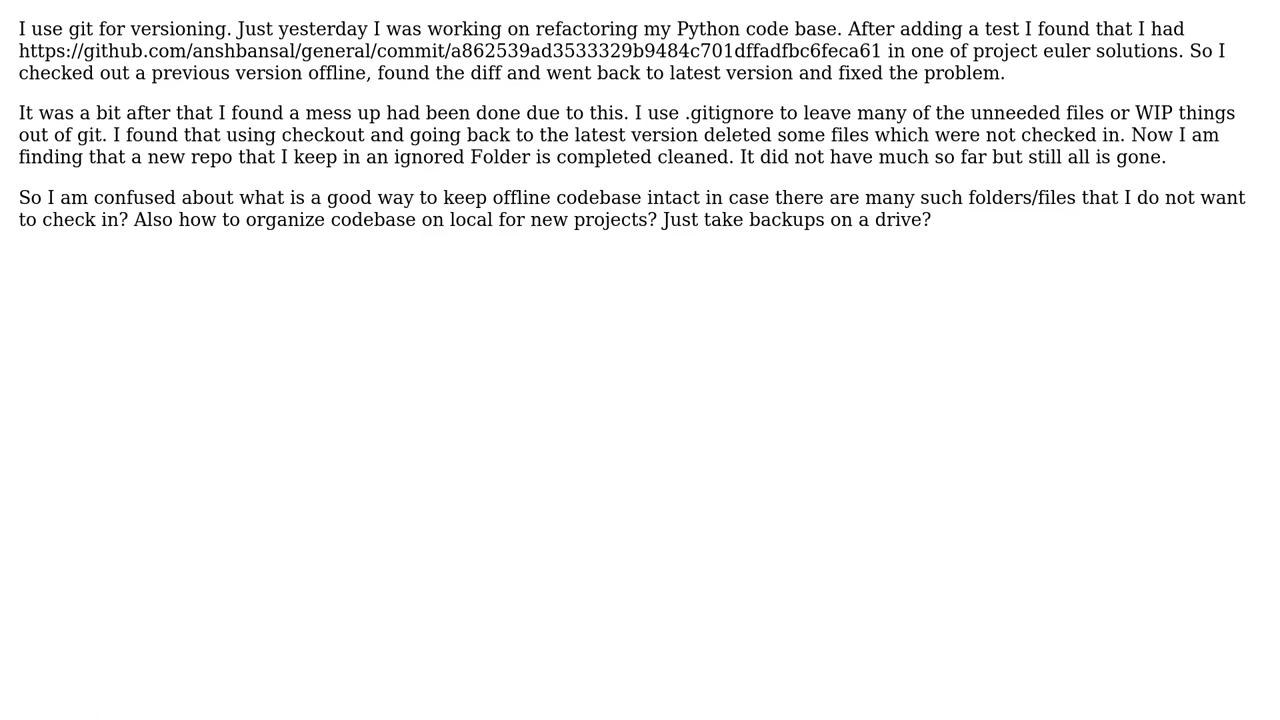 I use git for versioning. Just yesterday I was working on refactoring my Python code base. After adding a test I found that I had
https://github.com/anshbansal/general/commit/a862539ad3533329b9484c701dffadfbc6feca61 in one of project euler solutions. So I
checked out a previous version offline, found the diff and went back to latest version and fixed the problem.
It was a bit after that I found a mess up had been done due to this. I use .gitignore to leave many of the unneeded files or WIP things
out of git. I found that using checkout and going back to the latest version deleted some files which were not checked in. Now I am
finding that a new repo that I keep in an ignored Folder is completed cleaned. It did not have much so far but still all is gone.
So I am confused about what is a good way to keep offline codebase intact in case there are many such folders/files that I do not want
to check in? Also how to organize codebase on local for new projects? Just take backups on a drive?